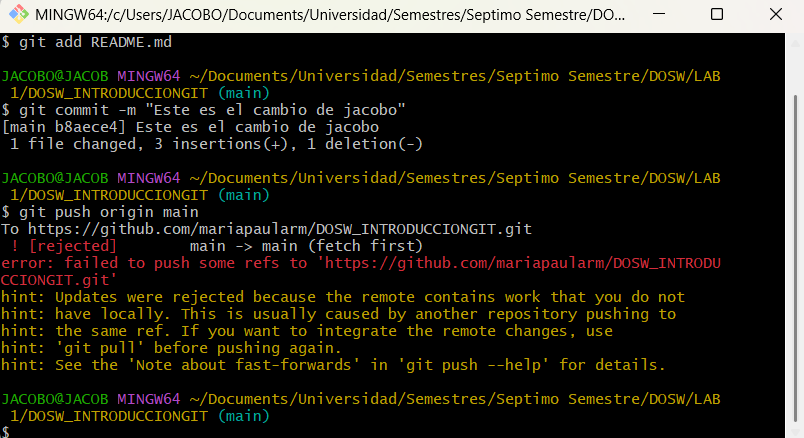 MINGW64:/c/Users/JACOBO/Documents/Universidad/Semestres/Septimo Semestre/DO...
$ git add README.md
JACOBO@JACOB MINGW64 ~/Documents/Universidad/Semestres/Septimo Semestre/DOSW/LAB
1/DOSW_INTRODUCCIONGIT (main)
$ git commit -m "Este es el cambio de jacobo"
[main b8aece4] Este es el cambio de jacobo
1 file changed, 3 insertions(+), 1 deletion(-)
JACOBO@JACOB MINGW64 ~/Documents/Universidad/Semestres/Septimo Semestre/DOSW/LAB
1/DOSW_INTRODUCCIONGIT (main)
$ git push origin main
To https://github.com/mariapaularm/DOSW_INTRODUCCIONGIT.git
! [rejected]        main -> main (fetch first)
error: failed to push some refs to 'https://github.com/mariapaularm/DOSW_INTRODU
CCIONGIT.git'
hint: Updates were rejected because the remote contains work that you do not
hint: have locally. This is usually caused by another repository pushing to
hint: the same ref. If you want to integrate the remote changes, use
hint: 'git pull' before pushing again.
hint: See the 'Note about fast-forwards' in 'git push --help' for details.
JACOBO@JACOB MINGW64 ~/Documents/Universidad/Semestres/Septimo Semestre/DOSW/LAB
1/DOSW_INTRODUCCIONGIT (main)
$